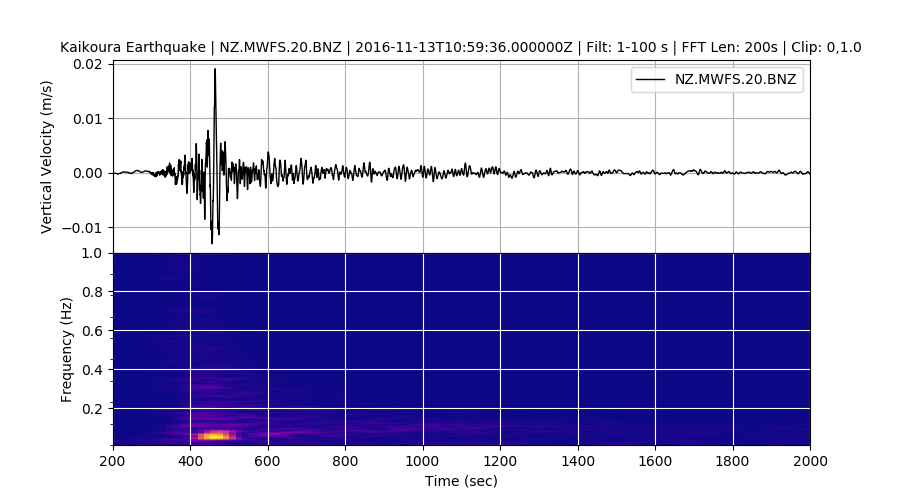 Kaikoura Earthquake | NZ.MWFS.20.BNZ | 2016-11-13T10:59:36.000000Z | Filt: 1-100 s | FFT Len: 200s | Clip: 0,1.0
NZ.MWFS.20.BNZ
Vertical Velocity (m/s)
0.02
0.01
0.00
−0.01
Frequency (Hz)
1.0
0.8
0.6
0.4
0.2
200 400 600 800 1000 1200 1400 1600 1800 2000
Time (sec)